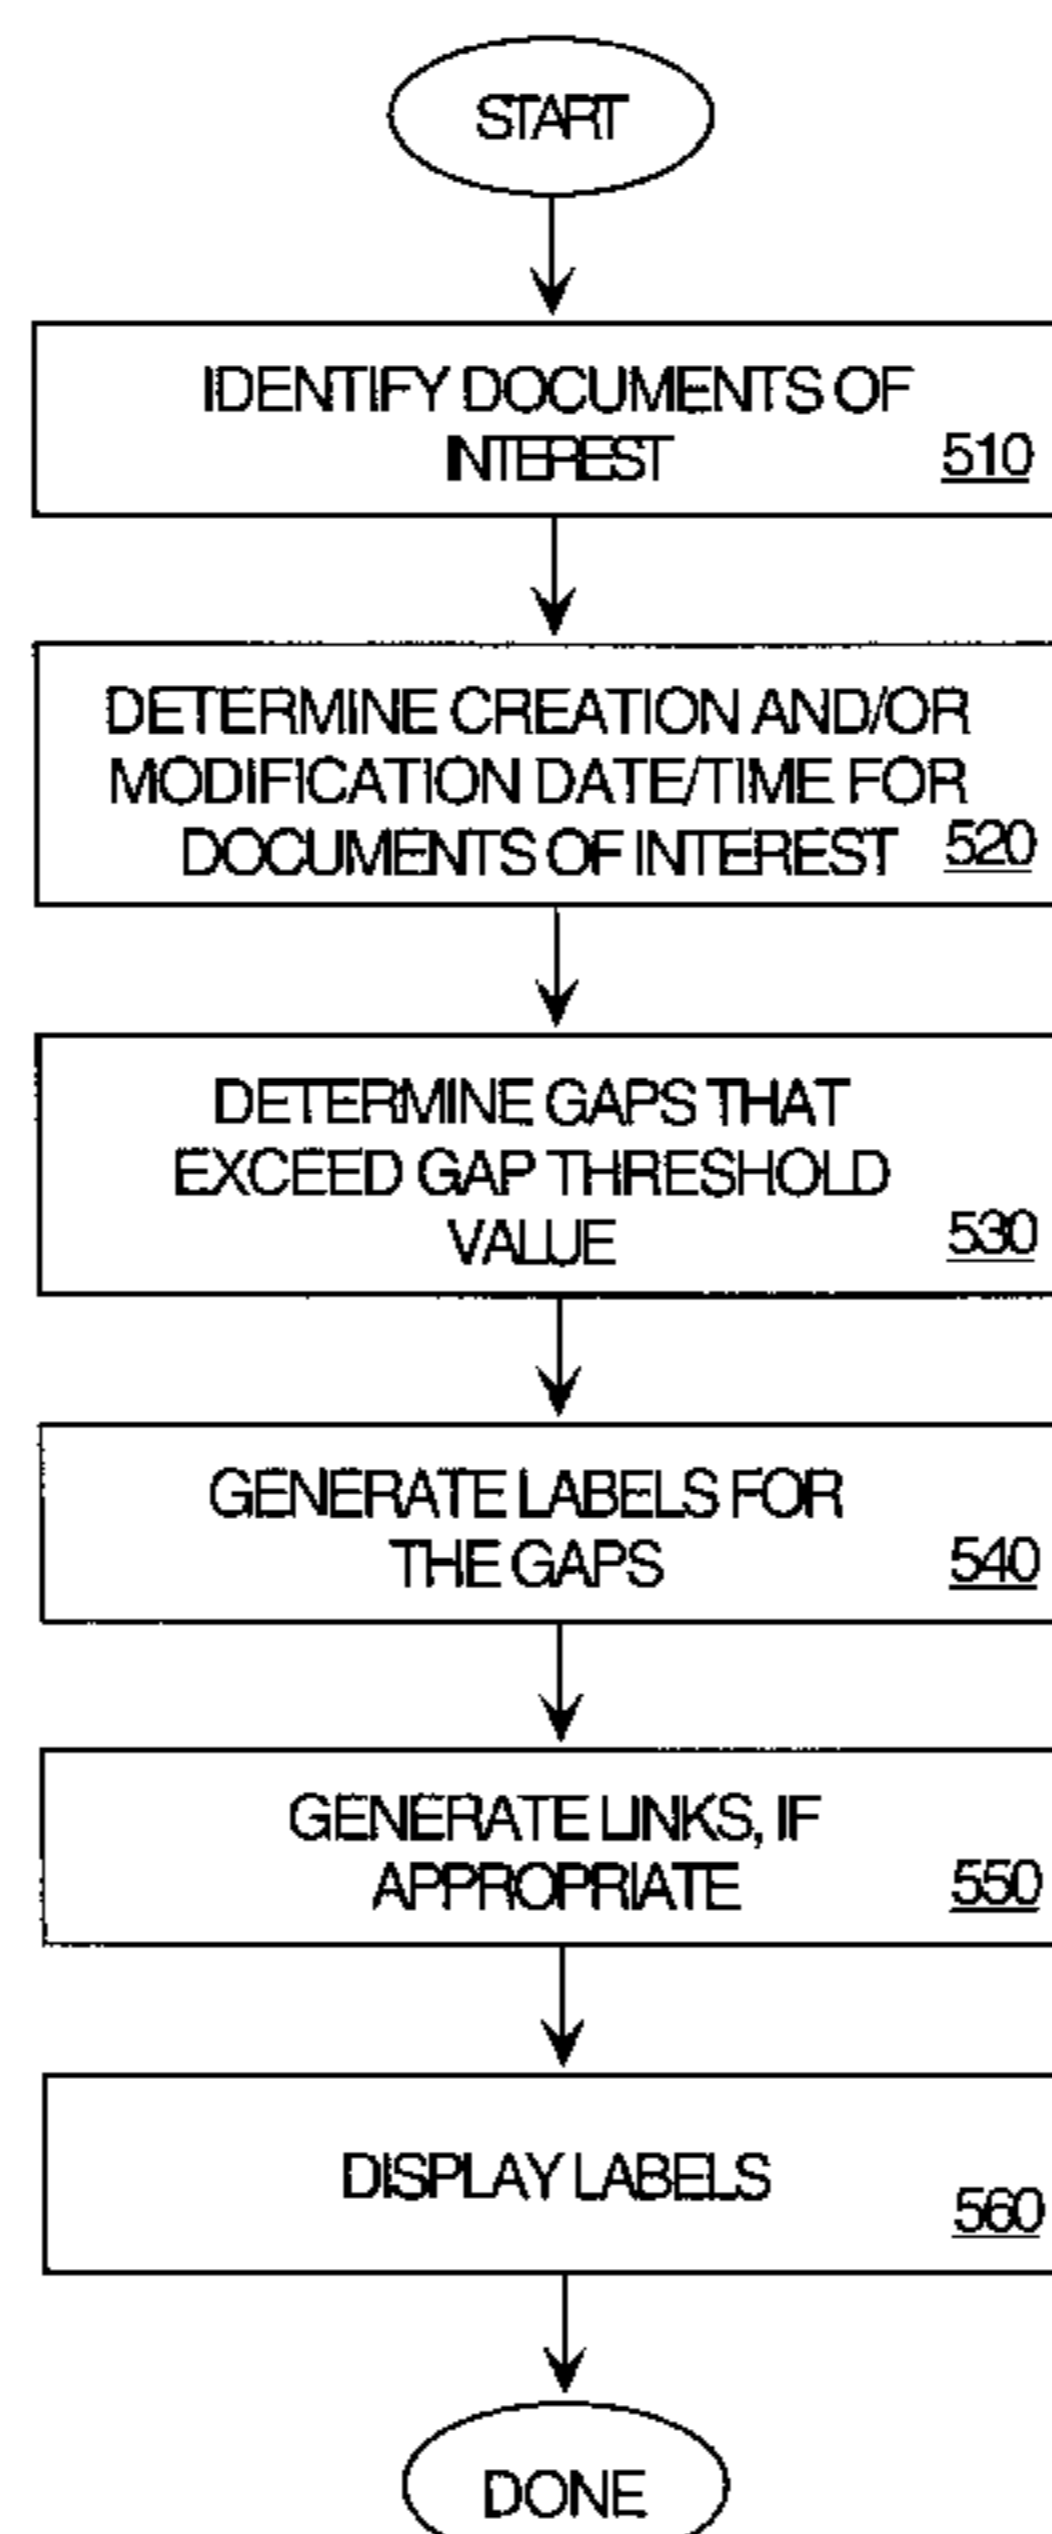 START
IDENTIFY DOCUMENTS OF
INTEREST
510
DETERMINE CREATION AND/OR
MODIFICATION DATE/TIME FOR
DOCUMENTS OF INTEREST
520
DETERMINE GAPS THAT
EXCEED GAP THRESHOLD
VALUE
530
GENERATE LABELS FOR
THE GAPS
540
GENERATE LINKS, IF
APPROPRIATE
550
DISPLAY LABELS
560
DONE